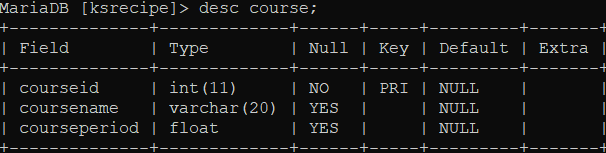 MariaDB [ksrecipe]> desc course;
+--------------+-------------+------+-----+---------+-------+
| Field        | Type        | Null | Key | Default | Extra |
+--------------+-------------+------+-----+---------+-------+
| courseid     | int(11)     | NO   | PRI | NULL    |       |
| coursename   | varchar(20) | YES  |     | NULL    |       |
| courseperiod | float       | YES  |     | NULL    |       |
+--------------+-------------+------+-----+---------+-------+